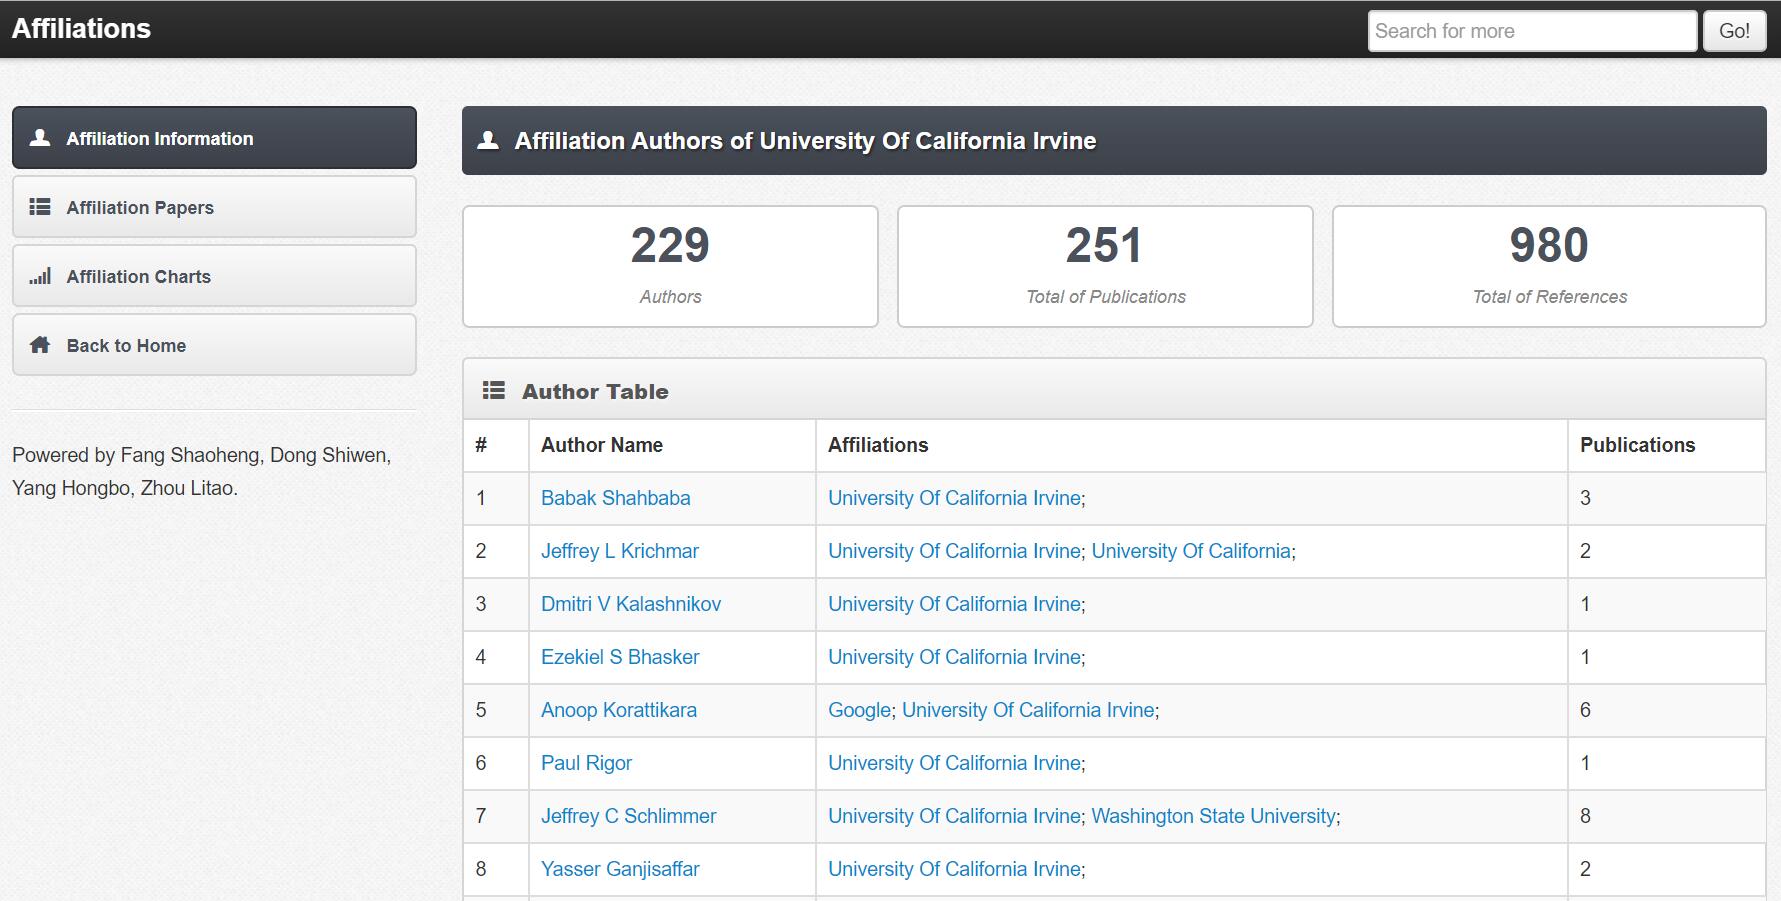 Affiliations
Search for more
Go!
Affiliation Information
Affiliation Papers
Affiliation Charts
Back to Home
Powered by Fang Shaoheng, Dong Shiwen,
Yang Hongbo, Zhou Litao.
Affiliation Authors of University Of California Irvine
229
Authors
251
Total of Publications
980
Total of References
Author Table
# Author Name Affiliations Publications
1 Babak Shahbaba University Of California Irvine; 3
2 Jeffrey L Krichmar University Of California Irvine; University Of California; 2
3 Dmitri V Kalashnikov University Of California Irvine; 1
4 Ezekiel S Bhasker University Of California Irvine; 1
5 Anoop Korattikara Google; University Of California Irvine; 6
6 Paul Rigor University Of California Irvine; 1
7 Jeffrey C Schlimmer University Of California Irvine; Washington State University; 8
8 Yasser Ganjisaffar University Of California Irvine; 2